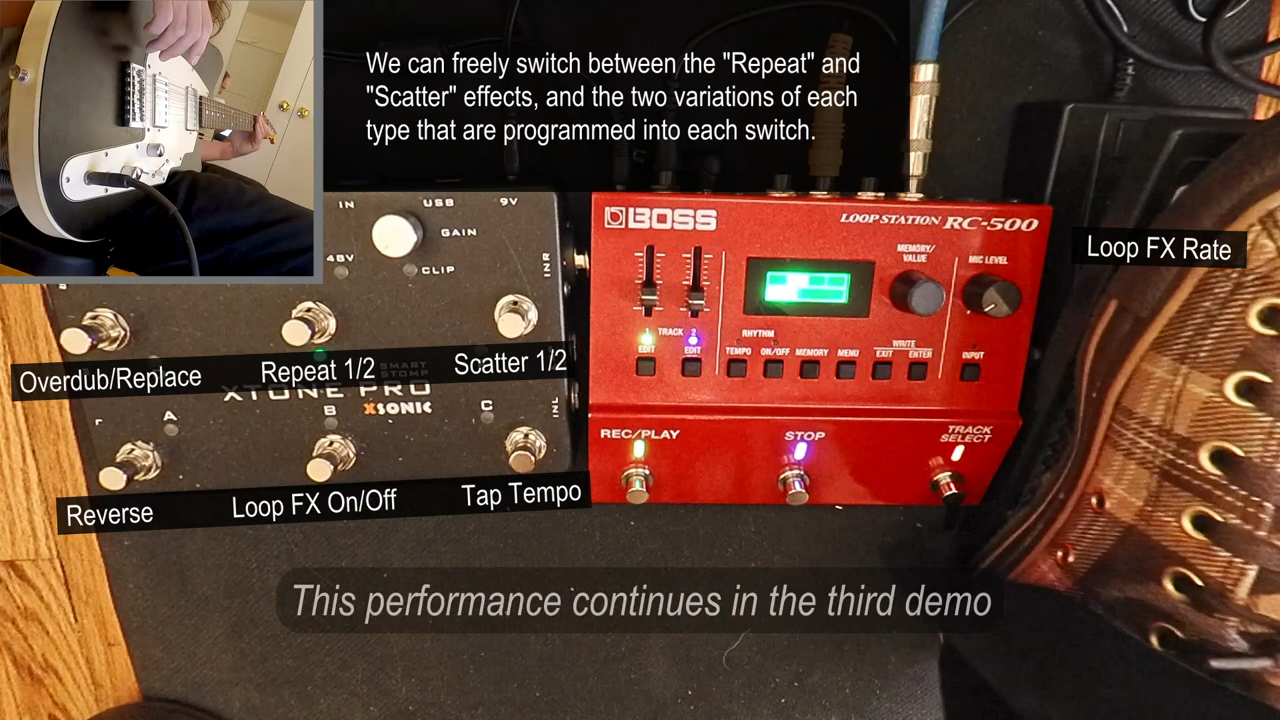 We can freely switch between the "Repeat" and
"Scatter" effects, and the two variations of each
type that are programmed into each switch.
IN
USB
9V
GAIN
48V
CLIP
INR
Overdub/Replace
Repeat 1/2
Scatter 1/2
SMART
STOMP
XTONE PRO
XSONIC
A
B
C
INL
Reverse
Loop FX On/Off
Tap Tempo
BOSS
LOOP STATION RC-500
MEMORY/
VALUE
MIC LEVEL
1 TRACK 2
EDIT
EDIT
RHYTHM
TEMPO
ON/OFF
MEMORY
MENU
WRITE
EXIT
ENTER
INPUT
REC/PLAY
STOP
TRACK
SELECT
Loop FX Rate
This performance continues in the third demo